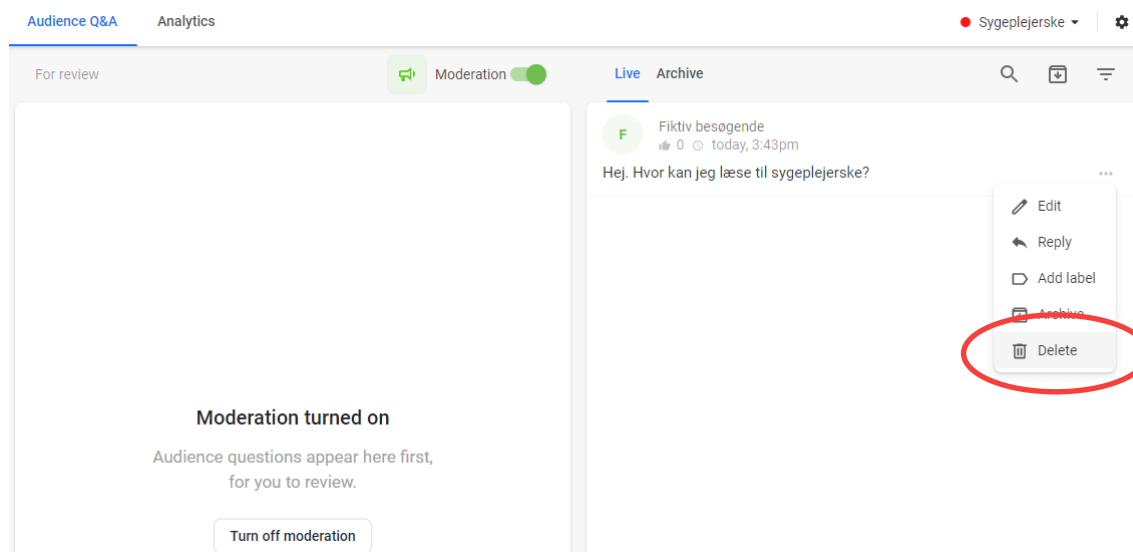 Audience Q&A Analytics Sygeplejerske
For review Moderation Live Archive
F Fiktiv besøgende
0 today, 3:43pm
Hej. Hvor kan jeg læse til sygeplejerske?
Edit
Reply
Add label
Archive
Delete
Moderation turned on
Audience questions appear here first,
for you to review.
Turn off moderation